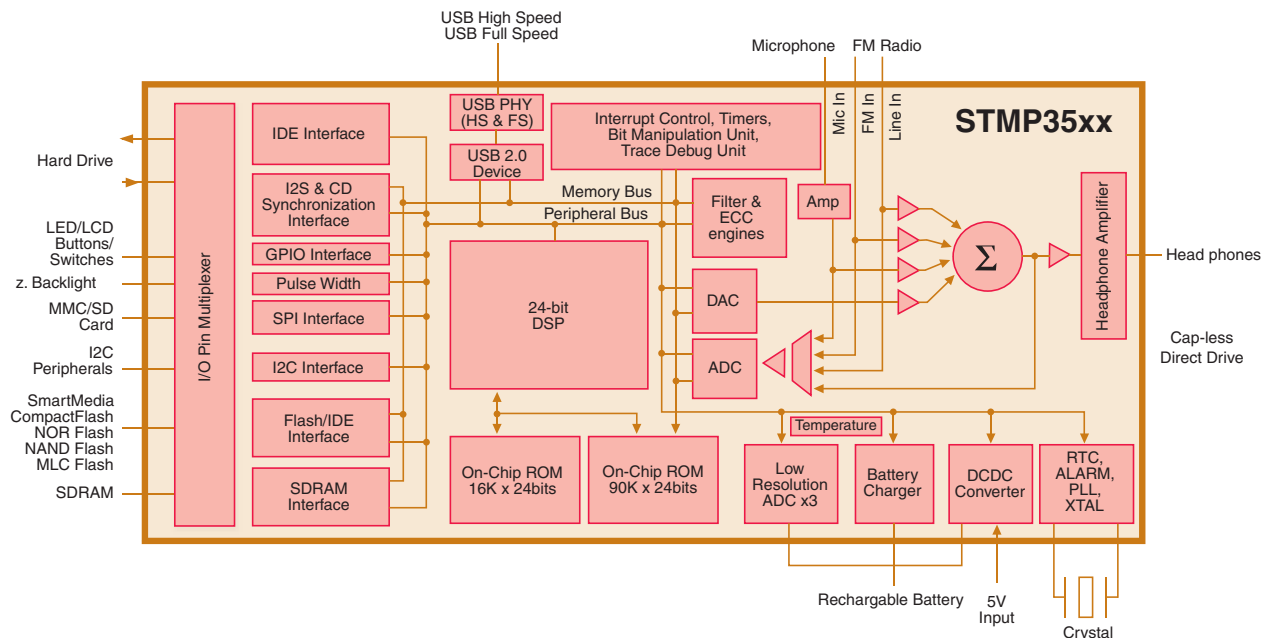 USB High Speed
USB Full Speed
Microphone
FM Radio
STMP35xx
Mic In
FM In
Line In
Hard Drive
LED/LCD
Buttons/
Switches
z. Backlight
MMC/SD
Card
I2C
Peripherals
SmartMedia
CompactFlash
NOR Flash
NAND Flash
MLC Flash
SDRAM
I/O Pin Multiplexer
IDE Interface
I2S & CD
Synchronization
Interface
GPIO Interface
Pulse Width
SPI Interface
I2C Interface
Flash/IDE
Interface
SDRAM
Interface
USB PHY
(HS & FS)
USB 2.0
Device
Interrupt Control, Timers,
Bit Manipulation Unit,
Trace Debug Unit
Memory Bus
Peripheral Bus
Filter &
ECC
engines
24-bit
DSP
DAC
ADC
On-Chip ROM
16K x 24bits
On-Chip ROM
90K x 24bits
Amp
Σ
Headphone Amplifier
Head phones
Cap-less
Direct Drive
Temperature
Low
Resolution
ADC x3
Battery
Charger
DCDC
Converter
RTC,
ALARM,
PLL,
XTAL
Rechargable Battery
5V
Input
Crystal